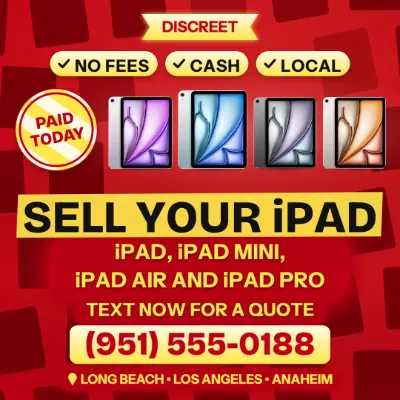 DISCREET
NO FEES
CASH
LOCAL
PAID
TODAY
SELL YOUR iPAD
iPAD, iPAD MINI,
iPAD AIR AND iPAD PRO
TEXT NOW FOR A QUOTE
(951) 555-0188
LONG BEACH • LOS ANGELES • ANAHEIM